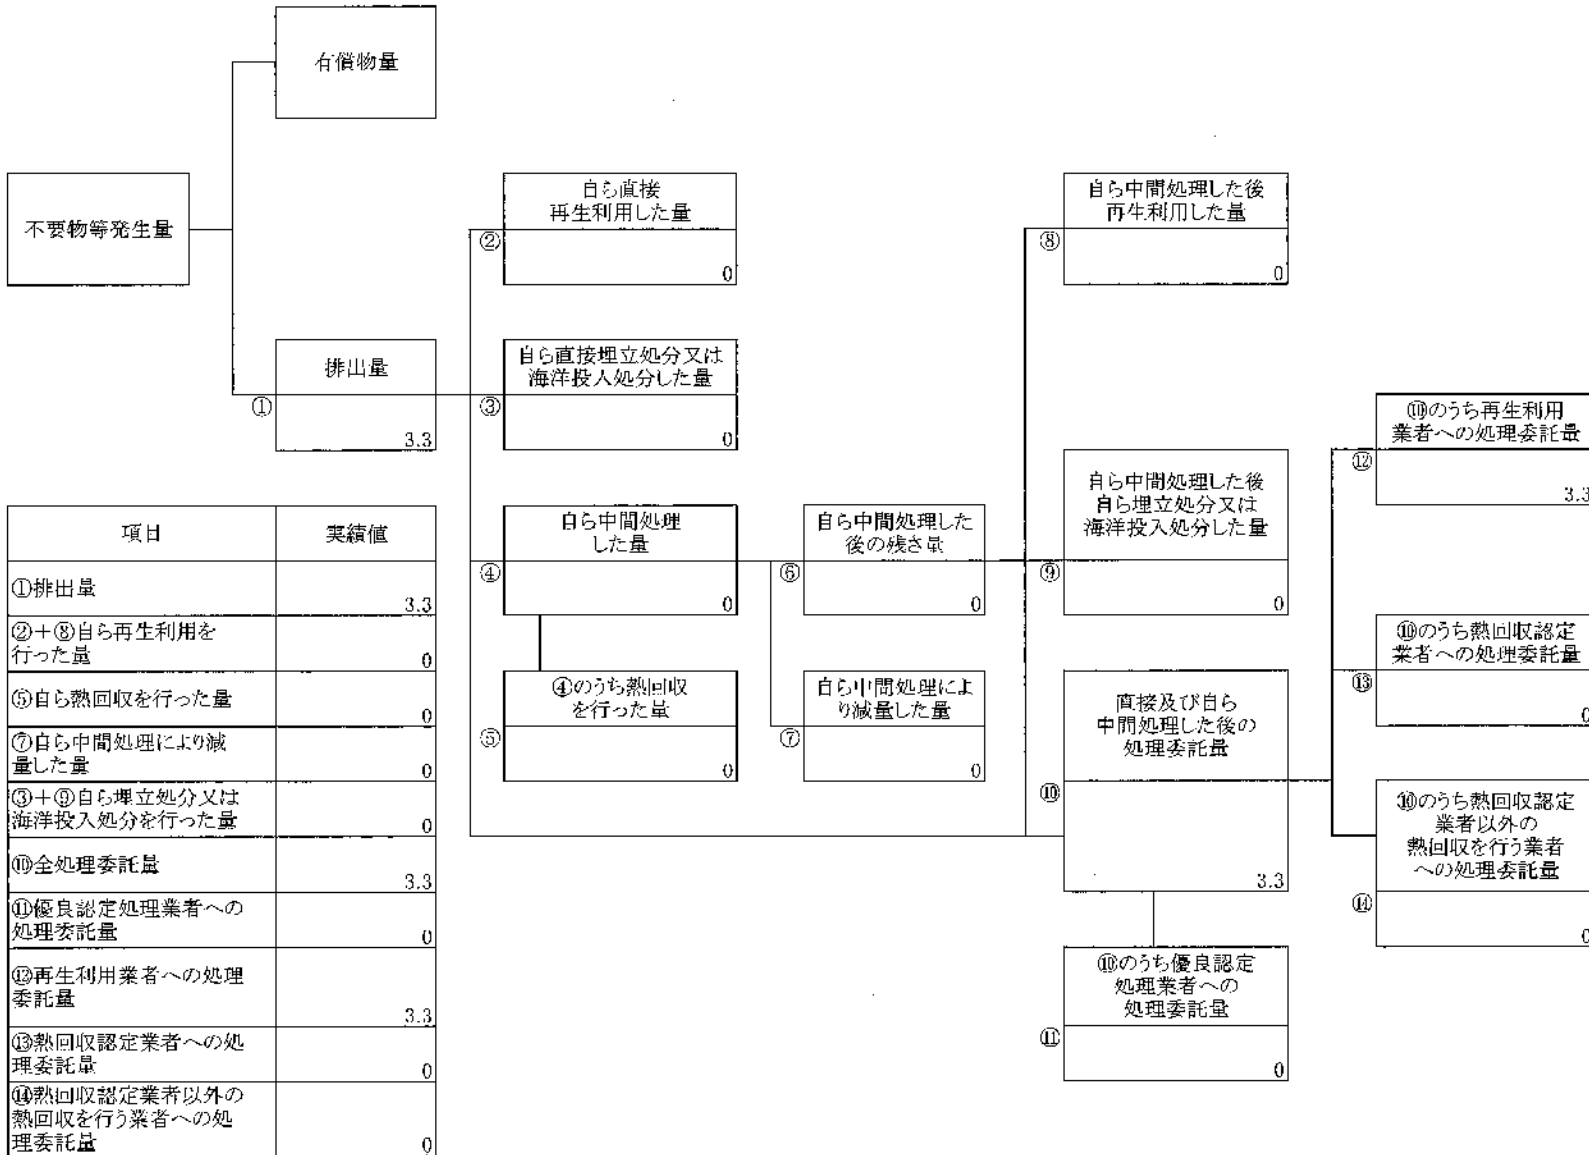 有償物量
不要物等発生量
排出量
①
3.3
自ら直接
再生利用した量
②
0
自ら直接埋立処分又は
海洋投入処分した量
③
0
自ら中間処理
した量
④
0
④のうち熱回収
を行った量
⑤
0
自ら中間処理した
後の残さ量
⑥
0
自ら中間処理によ
り減量した量
⑦
0
自ら中間処理した後
再生利用した量
⑧
0
自ら中間処理した後
自ら埋立処分又は
海洋投入処分した量
⑨
0
直接及び自ら
中間処理した後の
処理委託量
⑩
3.3
⑩のうち優良認定
処理業者への
処理委託量
⑪
0
⑩のうち再生利用
業者への処理委託量
⑫
3.3
⑩のうち熱回収認定
業者への処理委託量
⑬
0
⑩のうち熱回収認定
業者以外の
熱回収を行う業者
への処理委託量
⑭
0
項目 実績値
①排出量 3.3
②+⑧自ら再生利用を
行った量 0
⑤自ら熱回収を行った量 0
⑦自ら中間処理により減
量した量 0
③+⑨自ら埋立処分又は
海洋投入処分を行った量 0
⑩全処理委託量 3.3
⑪優良認定処理業者への
処理委託量 0
⑫再生利用業者への処理
委託量 3.3
⑬熱回収認定業者への処
理委託量 0
⑭熱回収認定業者以外の
熱回収を行う業者への処
理委託量 0